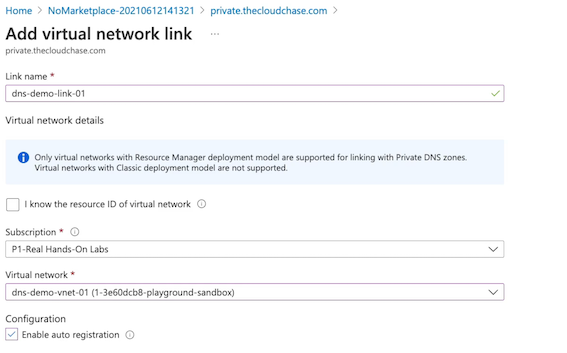 Home > NoMarketplace-20210612141321 > private.thecloudchase.com >
Add virtual network link ...
private.thecloudchase.com
Link name *
dns-demo-link-01
Virtual network details
Only virtual networks with Resource Manager deployment model are supported for linking with Private DNS zones.
Virtual networks with Classic deployment model are not supported.
I know the resource ID of virtual network
Subscription *
P1-Real Hands-On Labs
Virtual network *
dns-demo-vnet-01 (1-3e60dcb8-playground-sandbox)
Configuration
Enable auto registration